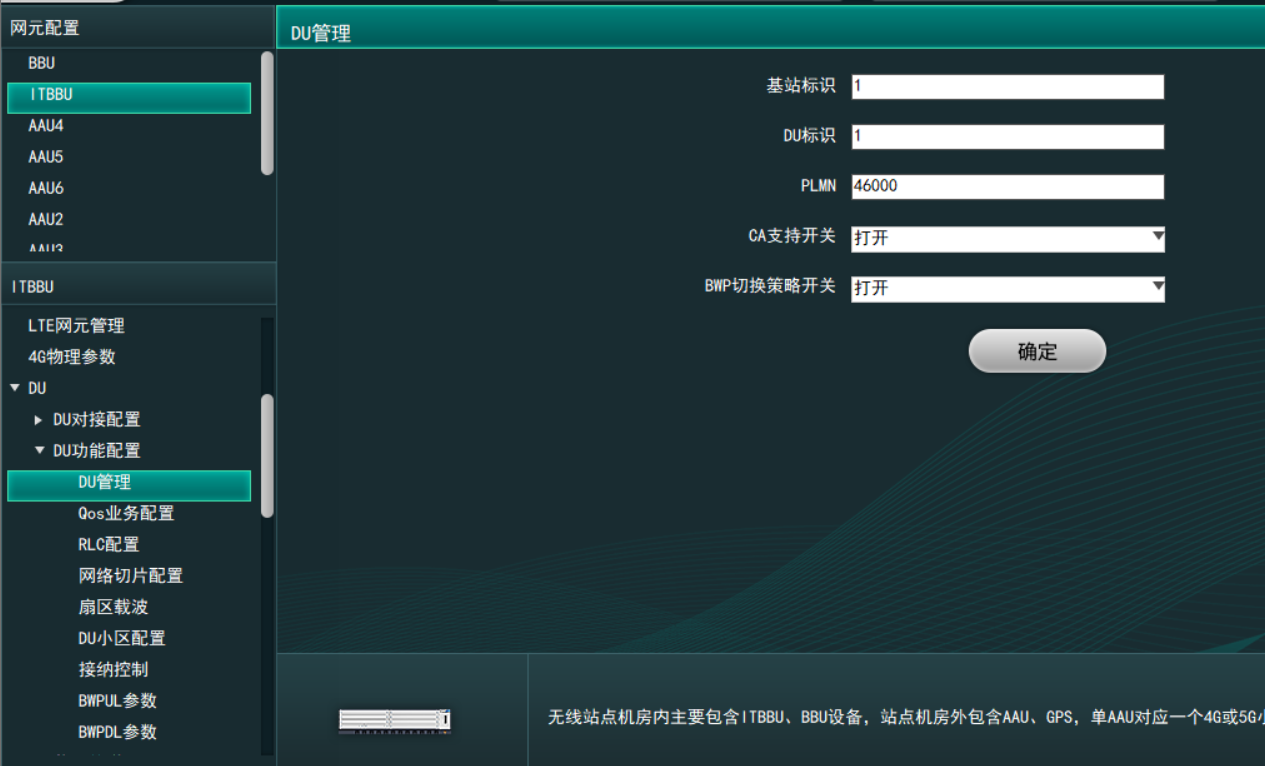 网元配置
BBU
ITBBU
AAU4
AAU5
AAU6
AAU2
AAU3
ITBBU
LTE网元管理
4G物理参数
DU
DU对接配置
DU功能配置
DU管理
Qos业务配置
RLC配置
网络切片配置
扇区载波
DU小区配置
接纳控制
BWPUL参数
BWPDL参数
DU管理
基站标识 1
DU标识 1
PLMN 46000
CA支持开关 打开
BWP切换策略开关 打开
确定
无线站点机房内主要包含ITBBU、BBU设备，站点机房外包含AAU、GPS，单AAU对应一个4G或5G小